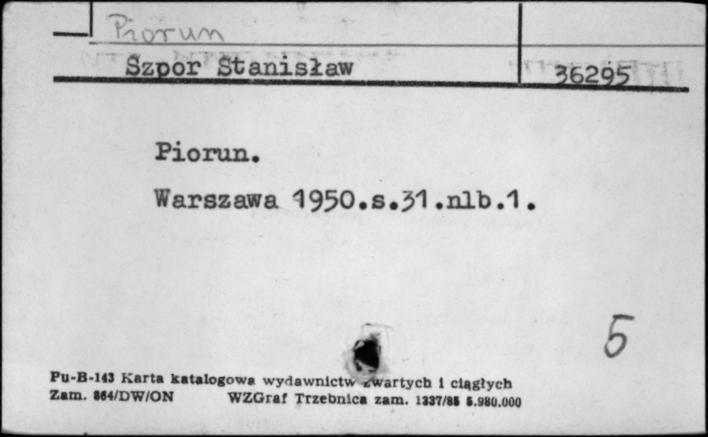 Piorun
Szpor Stanisław 36295
Piorun.
Warszawa 1950.s.31.nlb.1.
5
Pu-B-143 Karta katalogowa wydawnictw zwartych i ciągłych
Zam. 864/DW/ON WZGraf Trzebnica zam. 1337/85 5.980.000